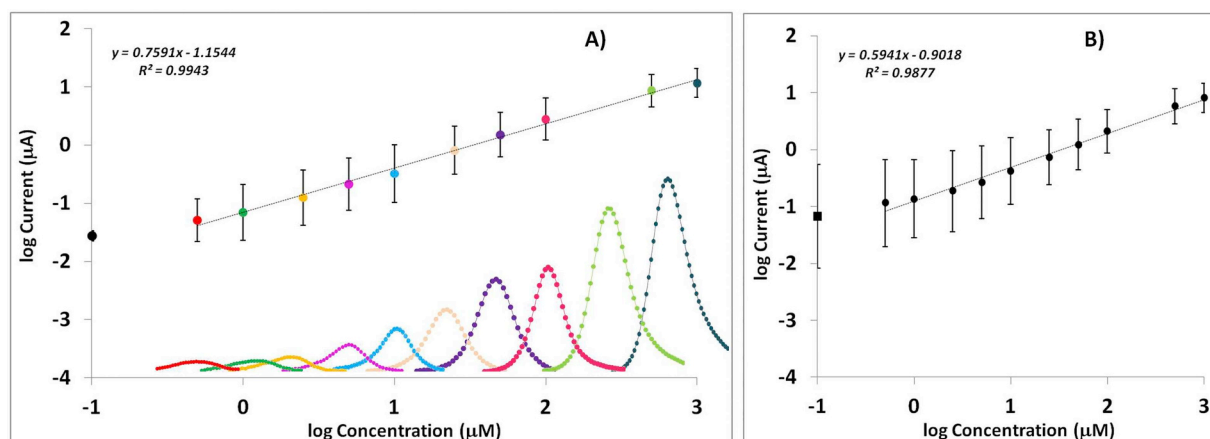 A)
y = 0.7591x - 1.1544
R² = 0.9943
2
1
0
-1
-2
-3
-4
log Current (μA)
-1
0
1
2
3
log Concentration (μM)
B)
y = 0.5941x - 0.9018
R² = 0.9877
2
1
0
-1
-2
-3
-4
log Current (μA)
-1
0
1
2
3
log Concentration (μM)